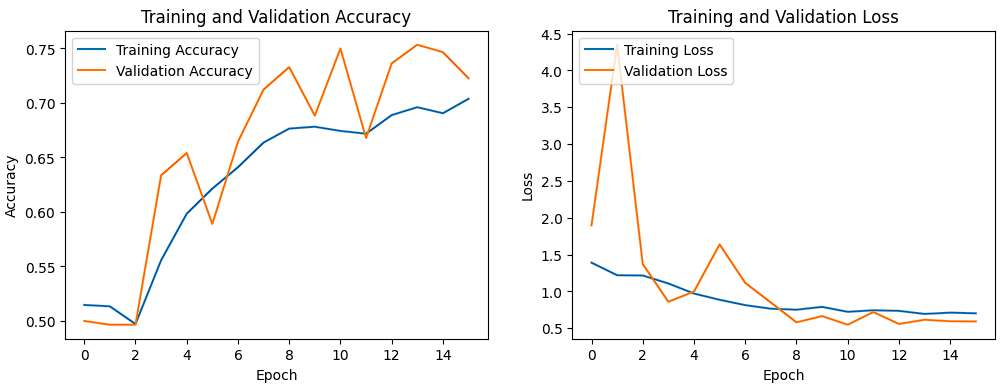 Training and Validation Accuracy
Training Accuracy
Validation Accuracy
0.75
0.70
0.65
0.60
0.55
0.50
Accuracy
0 2 4 6 8 10 12 14
Epoch
Training and Validation Loss
Training Loss
Validation Loss
4.5
4.0
3.5
3.0
2.5
2.0
1.5
1.0
0.5
Loss
0 2 4 6 8 10 12 14
Epoch